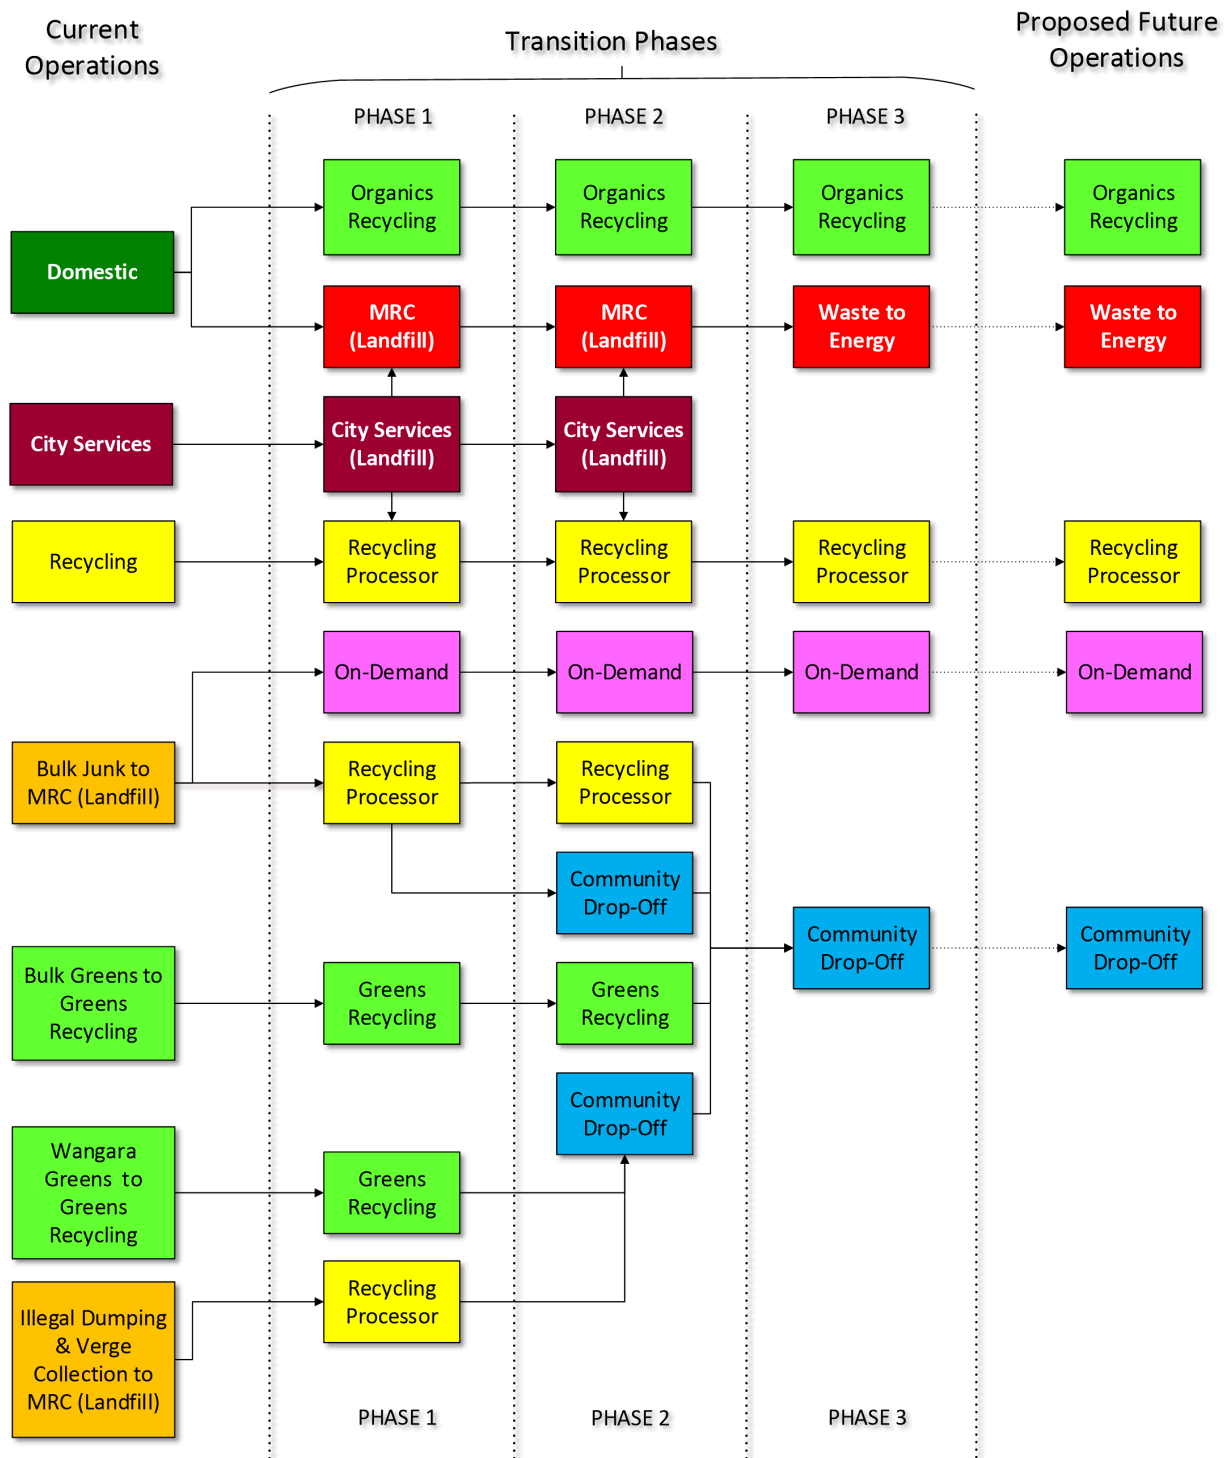 Current
Operations
Transition Phases
Proposed Future
Operations
PHASE 1
PHASE 2
PHASE 3
Organics
Recycling
Organics
Recycling
Organics
Recycling
Organics
Recycling
Domestic
MRC
(Landfill)
MRC
(Landfill)
Waste to
Energy
Waste to
Energy
City Services
City Services
(Landfill)
City Services
(Landfill)
Recycling
Recycling
Processor
Recycling
Processor
Recycling
Processor
Recycling
Processor
On-Demand
On-Demand
On-Demand
On-Demand
Bulk Junk to
MRC (Landfill)
Recycling
Processor
Recycling
Processor
Community
Drop-Off
Community
Drop-Off
Community
Drop-Off
Bulk Greens to
Greens
Recycling
Greens
Recycling
Greens
Recycling
Community
Drop-Off
Wangara
Greens to
Greens
Recycling
Greens
Recycling
Illegal Dumping
& Verge
Collection to
MRC (Landfill)
Recycling
Processor
PHASE 1
PHASE 2
PHASE 3